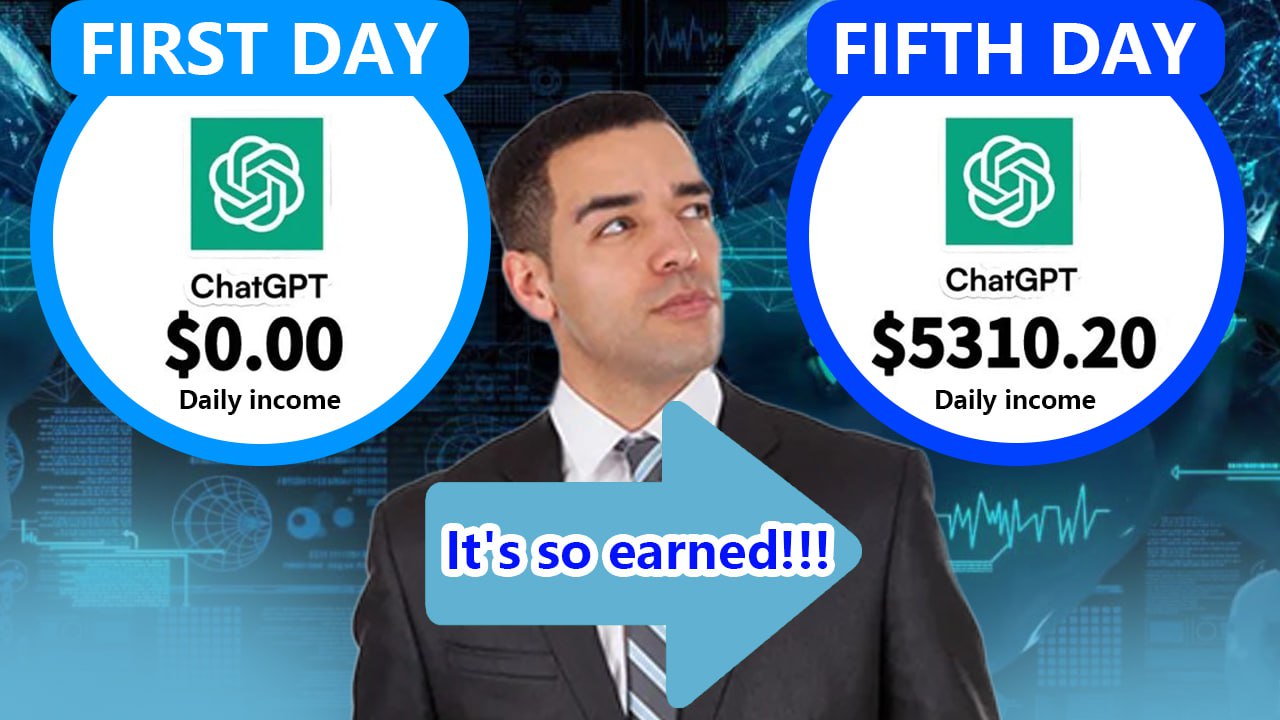 FIRST DAY
ChatGPT
$0.00
Daily income
FIFTH DAY
ChatGPT
$5310.20
Daily income
It's so earned!!!